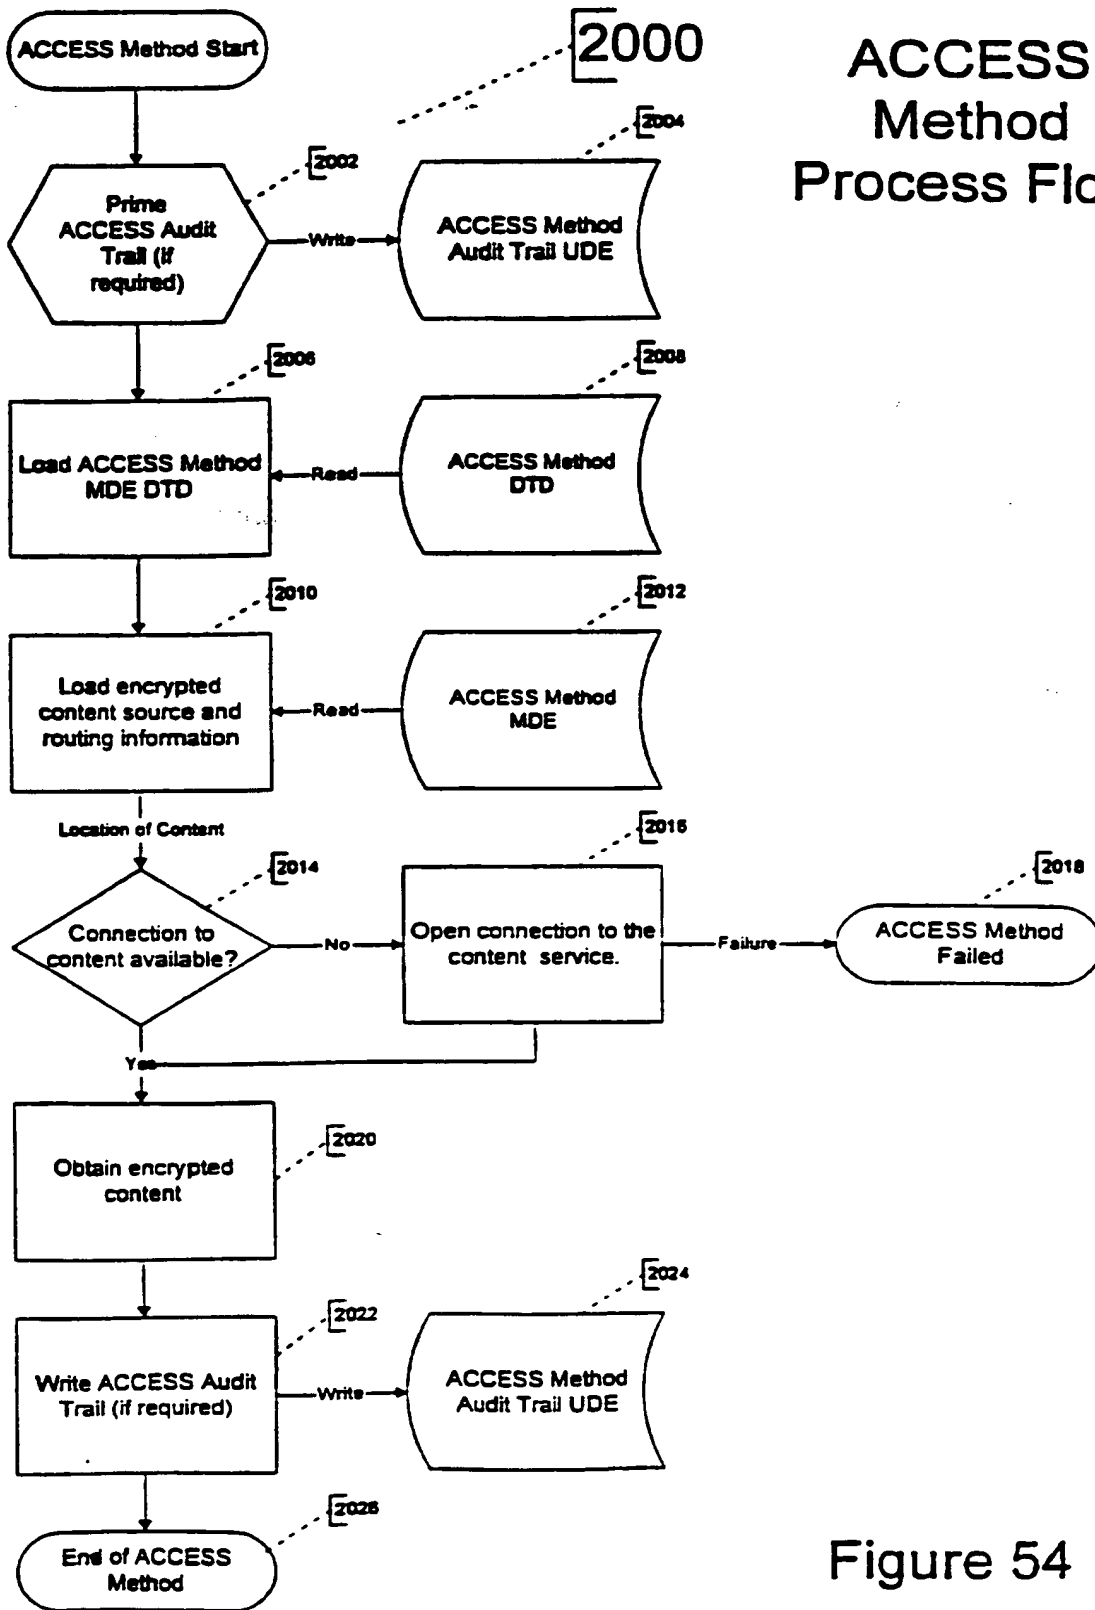 ACCESS Method Start
2000
ACCESS
Method
Process Flo
2002
2004
Prime
ACCESS Audit
Trail (if
required)
Write
ACCESS Method
Audit Trail UDE
2006
2008
Load ACCESS Method
MDE DTD
Read
ACCESS Method
DTD
2010
2012
Load encrypted
content source and
routing information
Read
ACCESS Method
MDE
Location of Content
2014
2016
2018
Connection to
content available?
No
Open connection to the
content service.
Failure
ACCESS Method
Failed
Yes
2020
Obtain encrypted
content
2022
2024
Write ACCESS Audit
Trail (if required)
Write
ACCESS Method
Audit Trail UDE
2026
End of ACCESS
Method
Figure 54